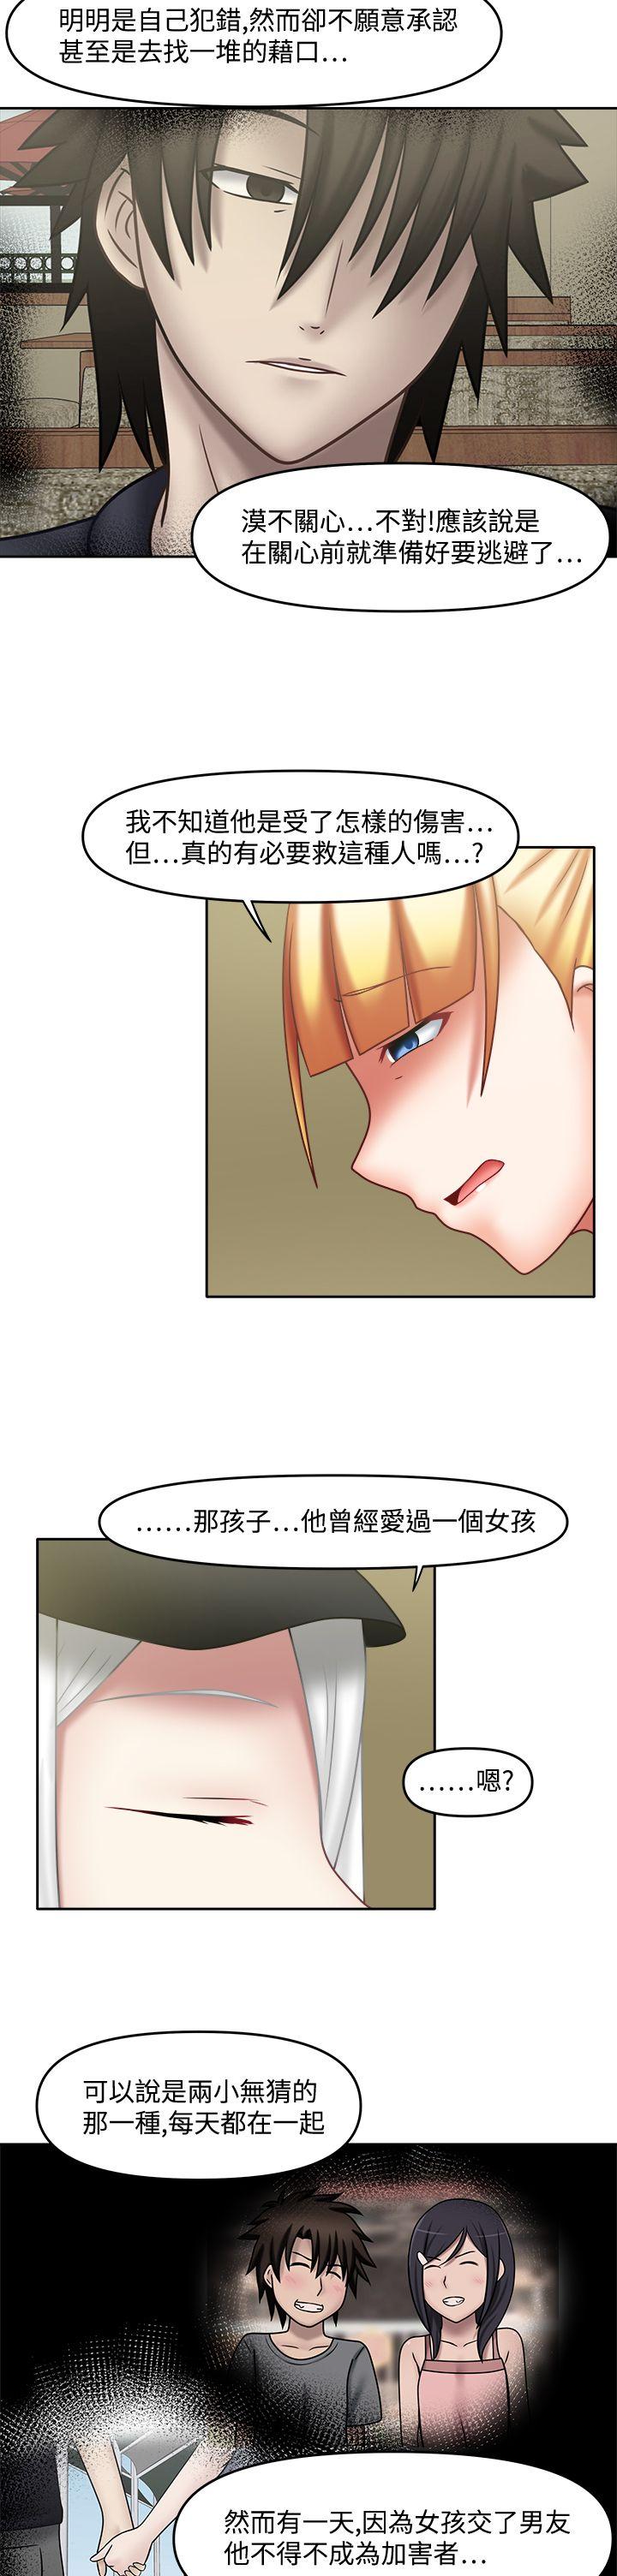 明明是自己犯錯,然而卻不願意承認
甚至是去找一堆的藉口...
漠不關心...不對!應該說是
在關心前就準備好要逃避了...
我不知道他是受了怎樣的傷害...
但...真的有必要救這種人嗎...?
......那孩子...他曾經愛過一個女孩
......嗯?
可以說是兩小無猜的
那一種,每天都在一起
然而有一天,因為女孩交了男友
他不得不成為加害者...